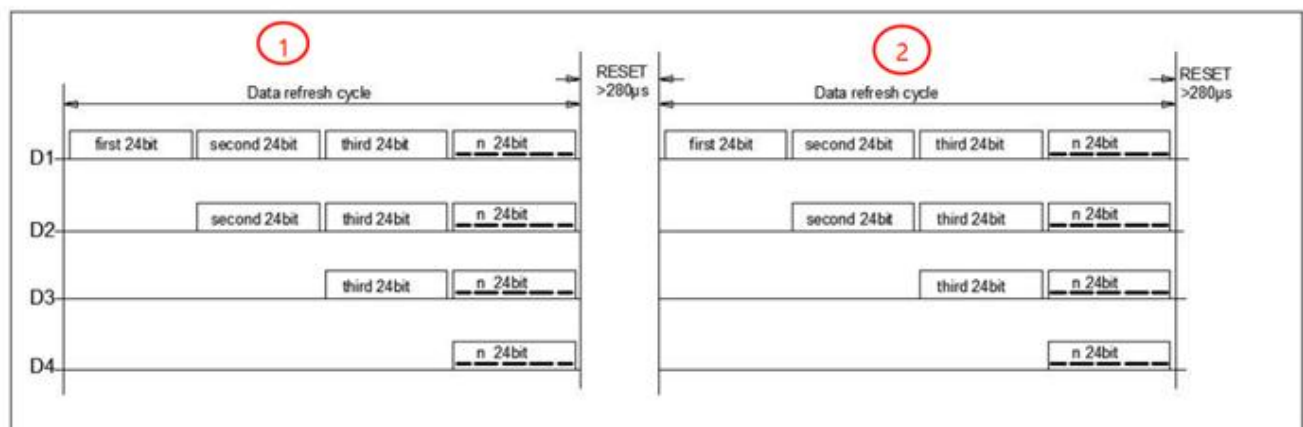 1 2
RESET RESET
>280μs >280μs
Data refresh cycle Data refresh cycle
D1 first 24bit second 24bit third 24bit n 24bit first 24bit second 24bit third 24bit n 24bit
D2 second 24bit third 24bit n 24bit second 24bit third 24bit n 24bit
D3 third 24bit n 24bit third 24bit n 24bit
D4 n 24bit n 24bit